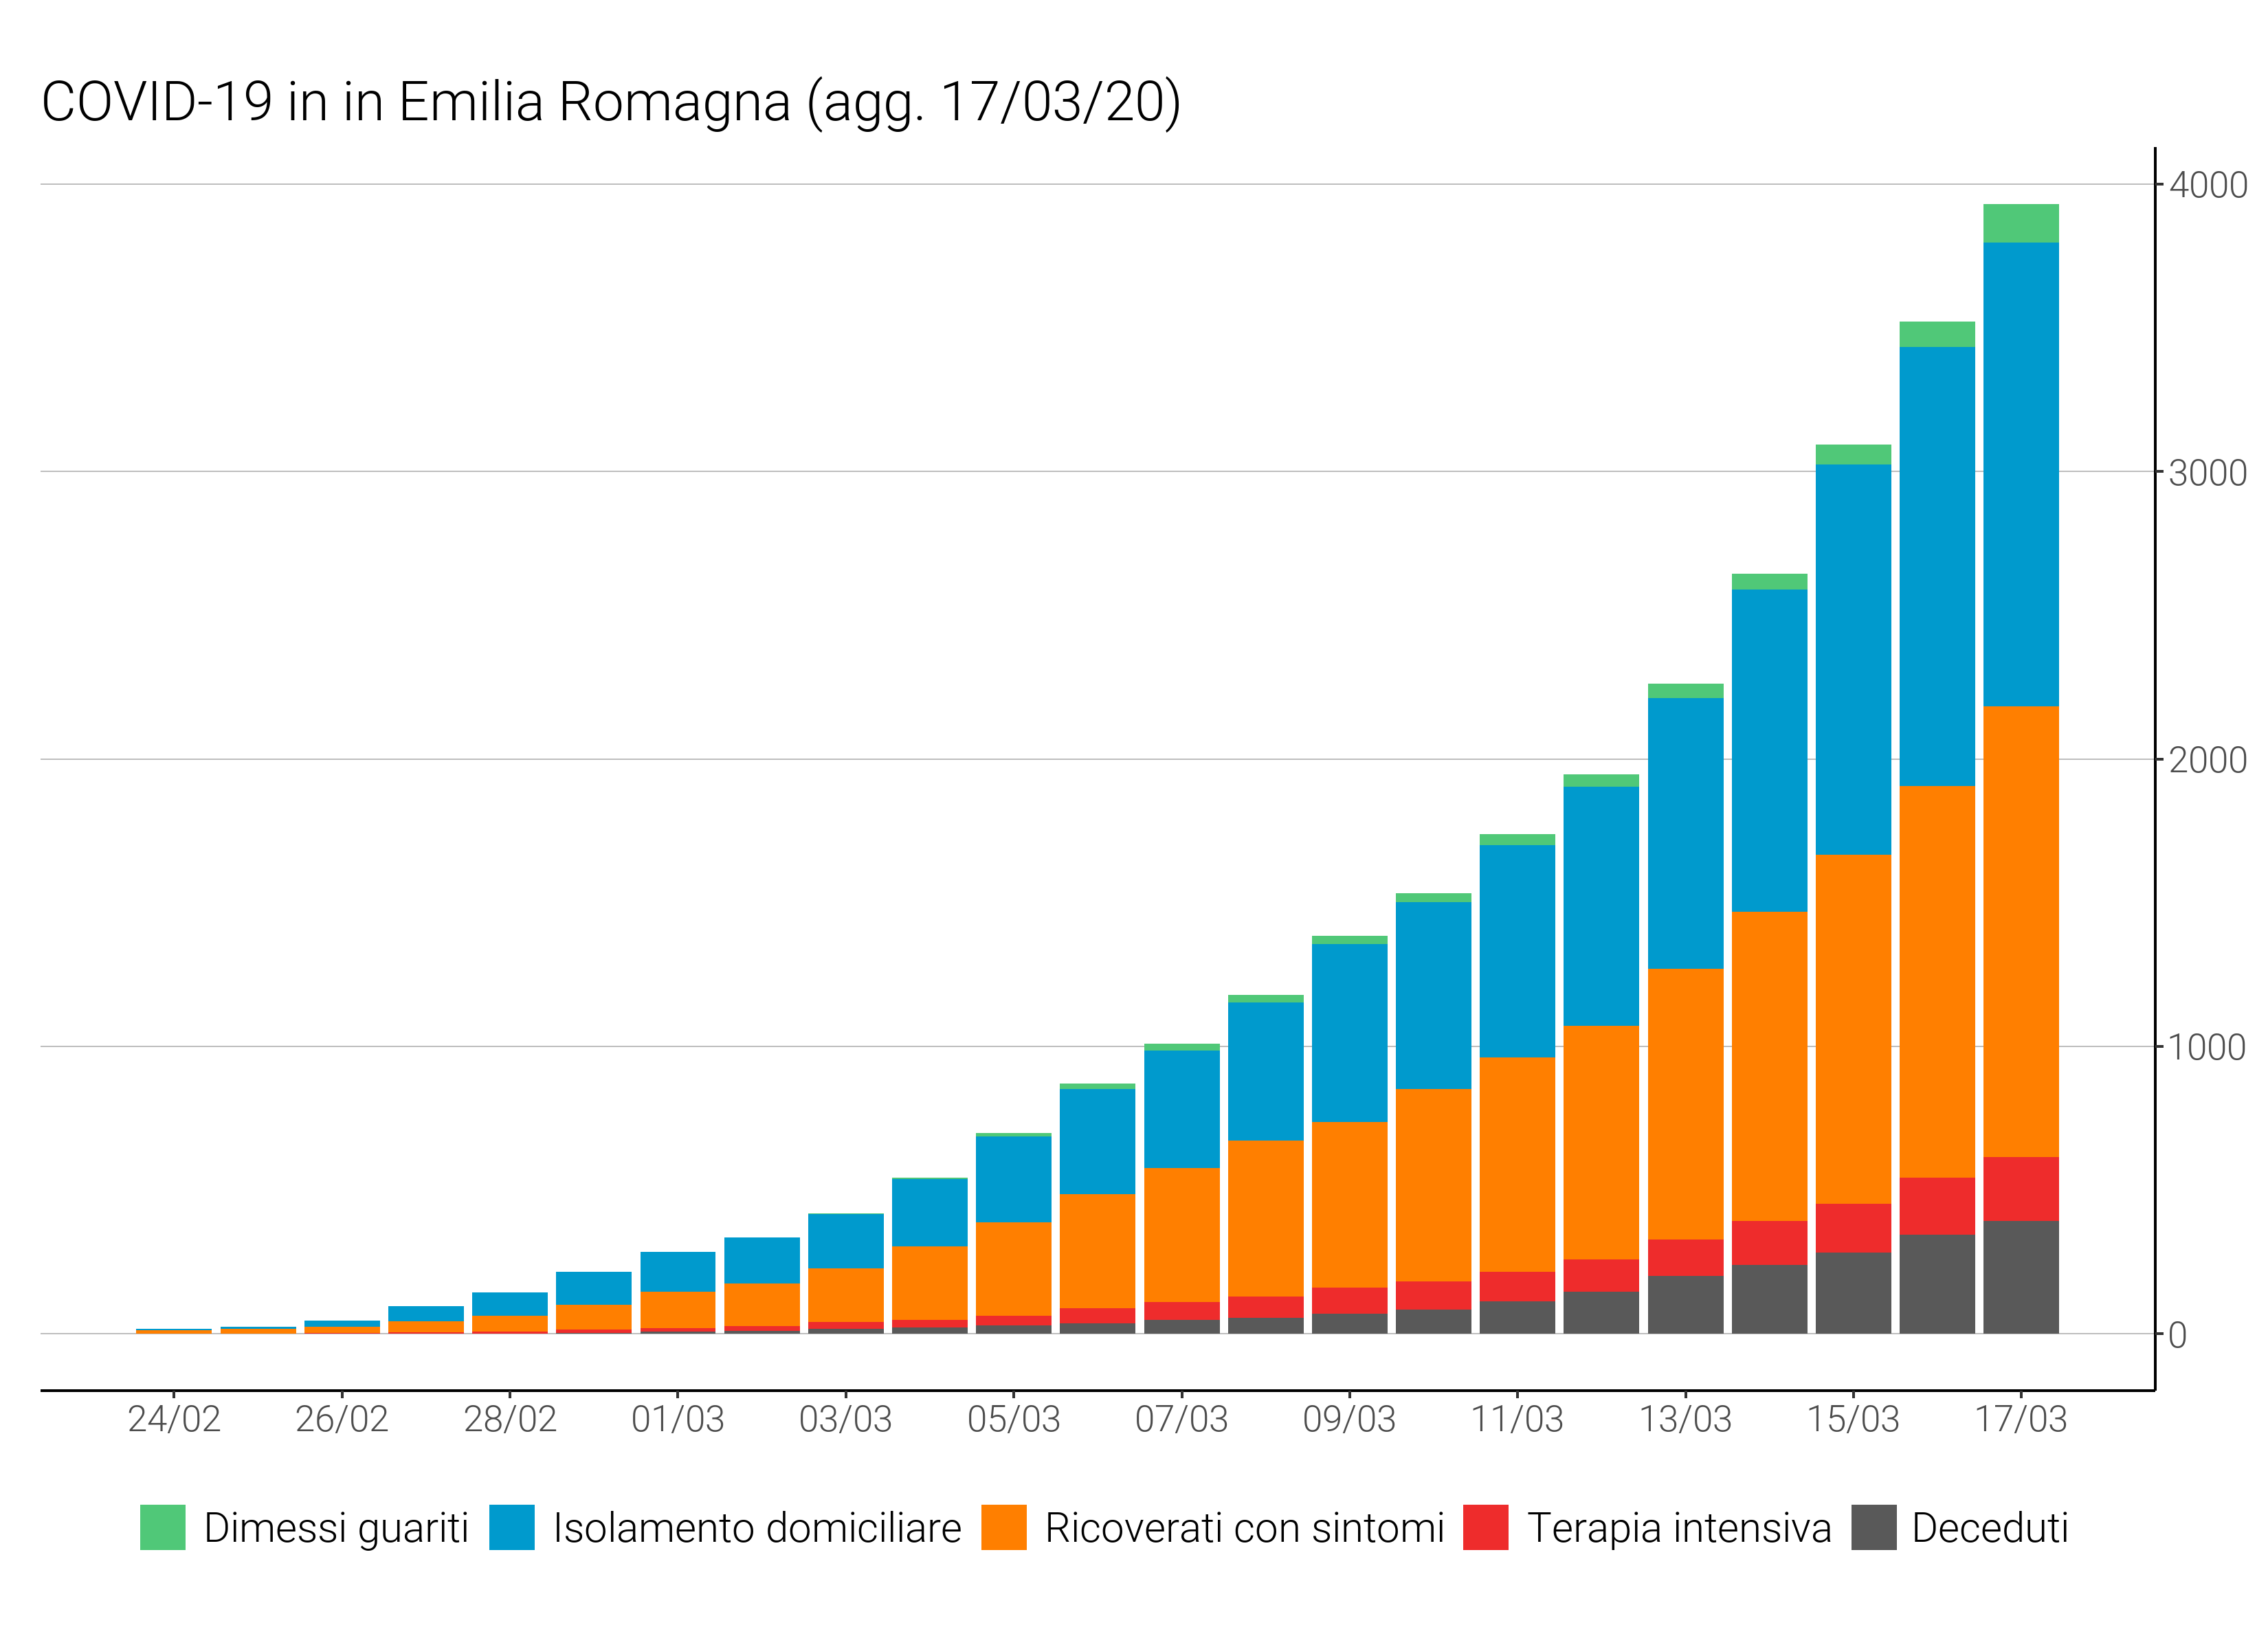 COVID-19 in in Emilia Romagna (agg. 17/03/20)
4000
3000
2000
1000
0
24/02 26/02 28/02 01/03 03/03 05/03 07/03 09/03 11/03 13/03 15/03 17/03
Dimessi guariti Isolamento domiciliare Ricoverati con sintomi Terapia intensiva Deceduti